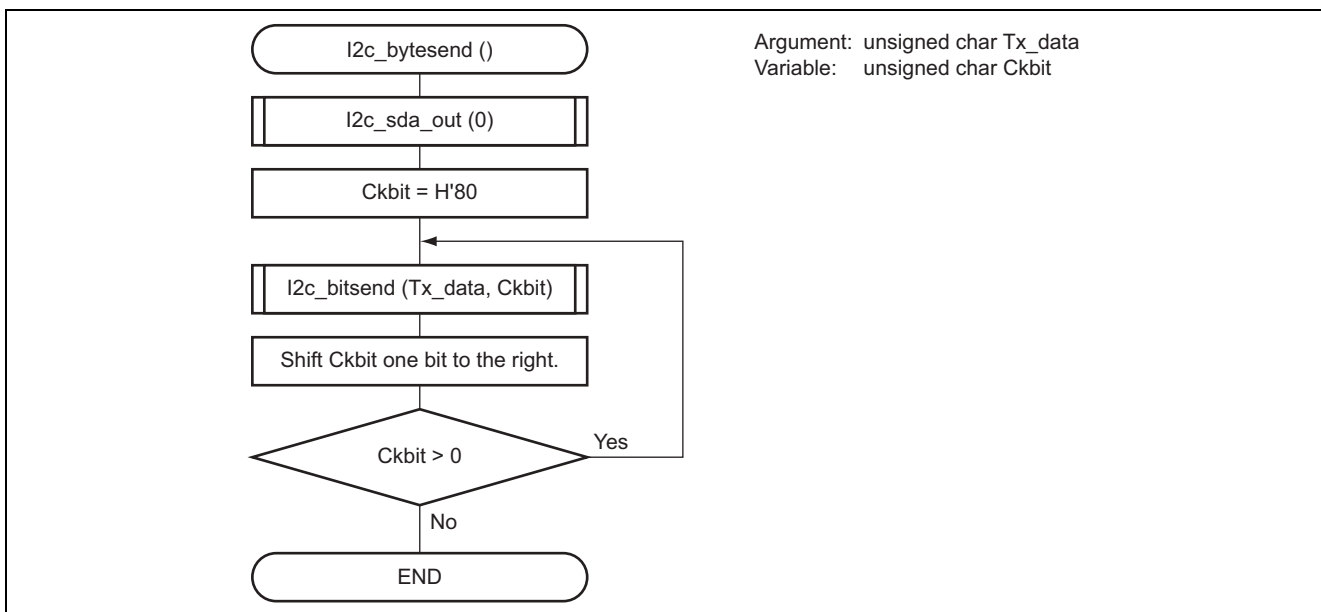 I2c_bytesend ()
Argument: unsigned char Tx_data
Variable: unsigned char Ckbit
I2c_sda_out (0)
Ckbit = H'80
I2c_bitsend (Tx_data, Ckbit)
Shift Ckbit one bit to the right.
Ckbit > 0
Yes
No
END